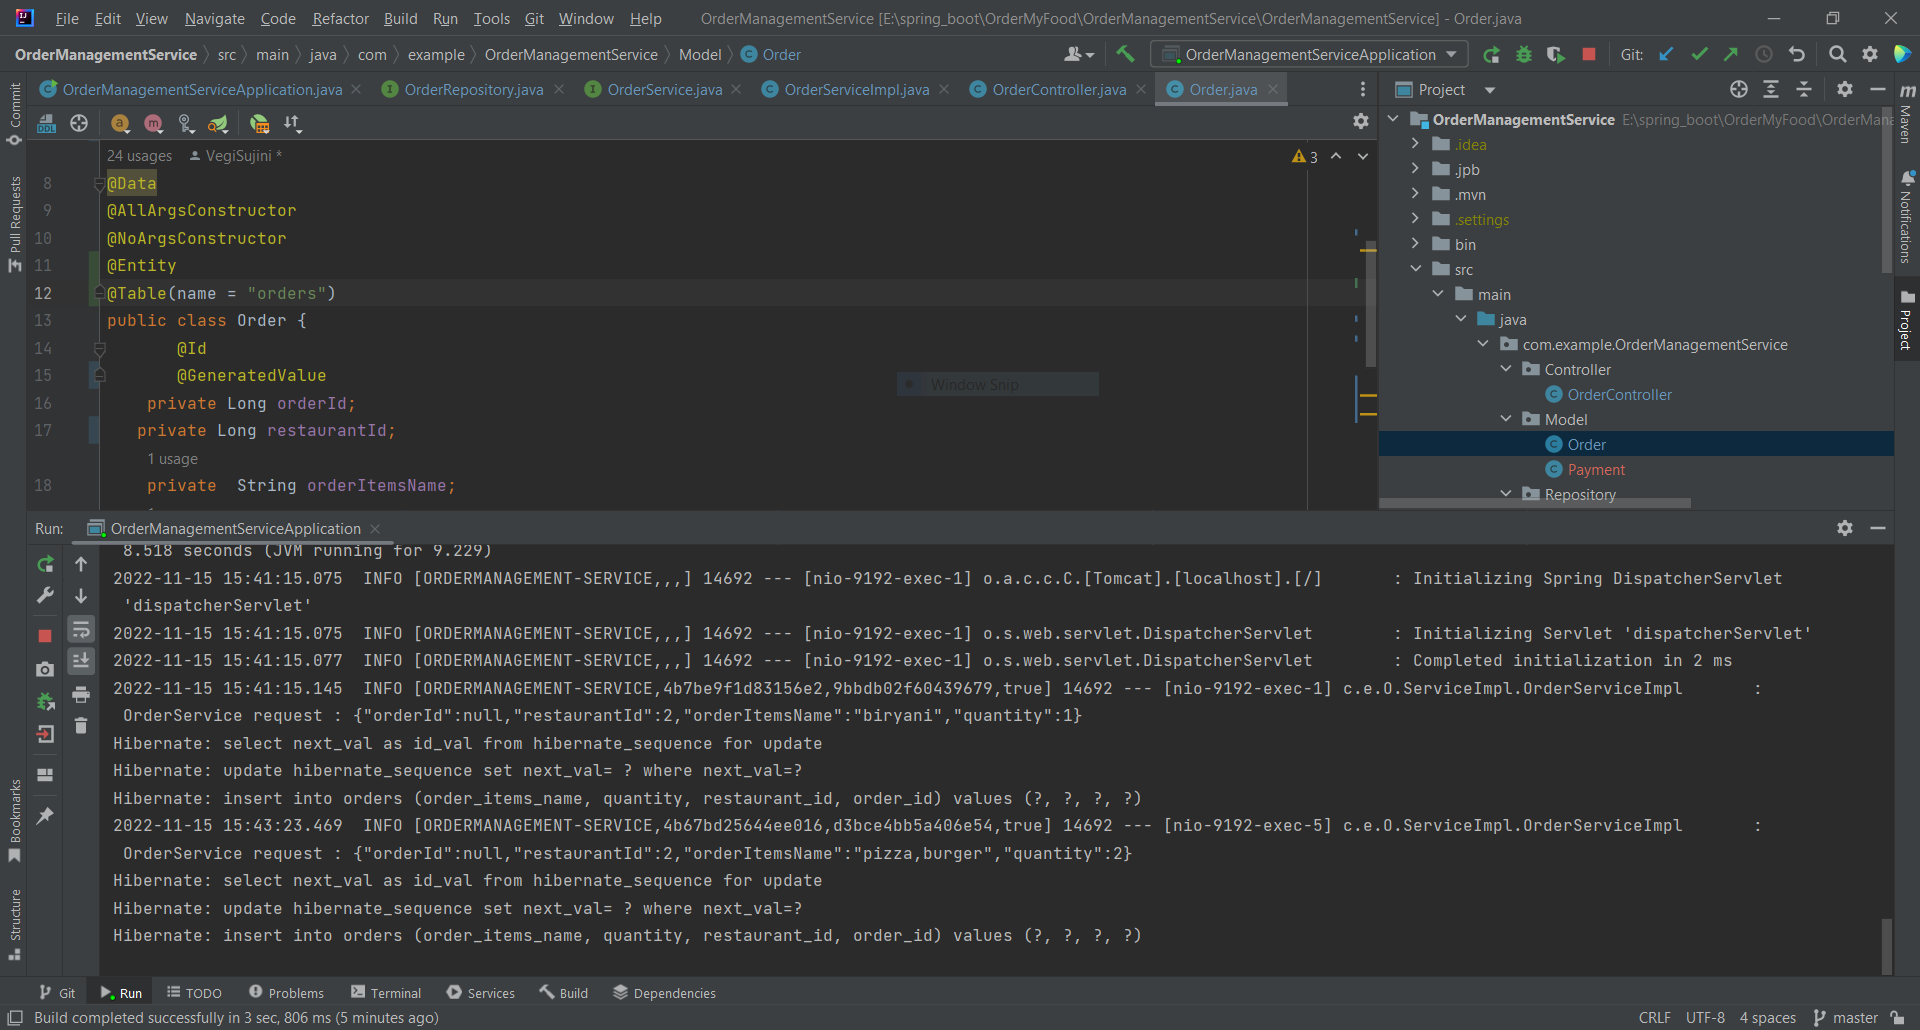 File Edit View Navigate Code Refactor Build Run Tools Git Window Help OrderManagementService [E:\spring_boot\OrderMyFood\OrderManagementService\OrderManagementService] - Order.java
OrderManagementService src main java com example OrderManagementService Model Order
OrderManagementServiceApplication Git:
OrderManagementServiceApplication.java OrderRepository.java OrderService.java OrderServiceImpl.java OrderController.java Order.java
24 usages VegiSujini *
3
8 @Data
9 @AllArgsConstructor
10 @NoArgsConstructor
11 @Entity
12 @Table(name = "orders")
13 public class Order {
14 @Id
15 @GeneratedValue
16 private Long orderId;
17 private Long restaurantId;
1 usage
18 private  String orderItemsName;
Window Snip
Project
OrderManagementService E:\spring_boot\OrderMyFood\OrderMana
.idea
.jpb
.mvn
.settings
bin
src
main
java
com.example.OrderManagementService
Controller
OrderController
Model
Order
Payment
Repository
Run: OrderManagementServiceApplication
8.518 seconds (JVM running for 9.229)
2022-11-15 15:41:15.075  INFO [ORDERMANAGEMENT-SERVICE,,,] 14692 --- [nio-9192-exec-1] o.a.c.c.C.[Tomcat].[localhost].[/]       : Initializing Spring DispatcherServlet
'dispatcherServlet'
2022-11-15 15:41:15.075  INFO [ORDERMANAGEMENT-SERVICE,,,] 14692 --- [nio-9192-exec-1] o.s.web.servlet.DispatcherServlet        : Initializing Servlet 'dispatcherServlet'
2022-11-15 15:41:15.077  INFO [ORDERMANAGEMENT-SERVICE,,,] 14692 --- [nio-9192-exec-1] o.s.web.servlet.DispatcherServlet        : Completed initialization in 2 ms
2022-11-15 15:41:15.145  INFO [ORDERMANAGEMENT-SERVICE,4b7be9f1d83156e2,9bbdb02f60439679,true] 14692 --- [nio-9192-exec-1] c.e.O.ServiceImpl.OrderServiceImpl       :
OrderService request : {"orderId":null,"restaurantId":2,"orderItemsName":"biryani","quantity":1}
Hibernate: select next_val as id_val from hibernate_sequence for update
Hibernate: update hibernate_sequence set next_val= ? where next_val=?
Hibernate: insert into orders (order_items_name, quantity, restaurant_id, order_id) values (?, ?, ?, ?)
2022-11-15 15:43:23.469  INFO [ORDERMANAGEMENT-SERVICE,4b67bd25644ee016,d3bce4bb5a406e54,true] 14692 --- [nio-9192-exec-5] c.e.O.ServiceImpl.OrderServiceImpl       :
OrderService request : {"orderId":null,"restaurantId":2,"orderItemsName":"pizza,burger","quantity":2}
Hibernate: select next_val as id_val from hibernate_sequence for update
Hibernate: update hibernate_sequence set next_val= ? where next_val=?
Hibernate: insert into orders (order_items_name, quantity, restaurant_id, order_id) values (?, ?, ?, ?)
Commit
Pull Requests
Bookmarks
Structure
Maven
Notifications
Project
Git Run TODO Problems Terminal Services Build Dependencies
Build completed successfully in 3 sec, 806 ms (5 minutes ago) CRLF UTF-8 4 spaces master